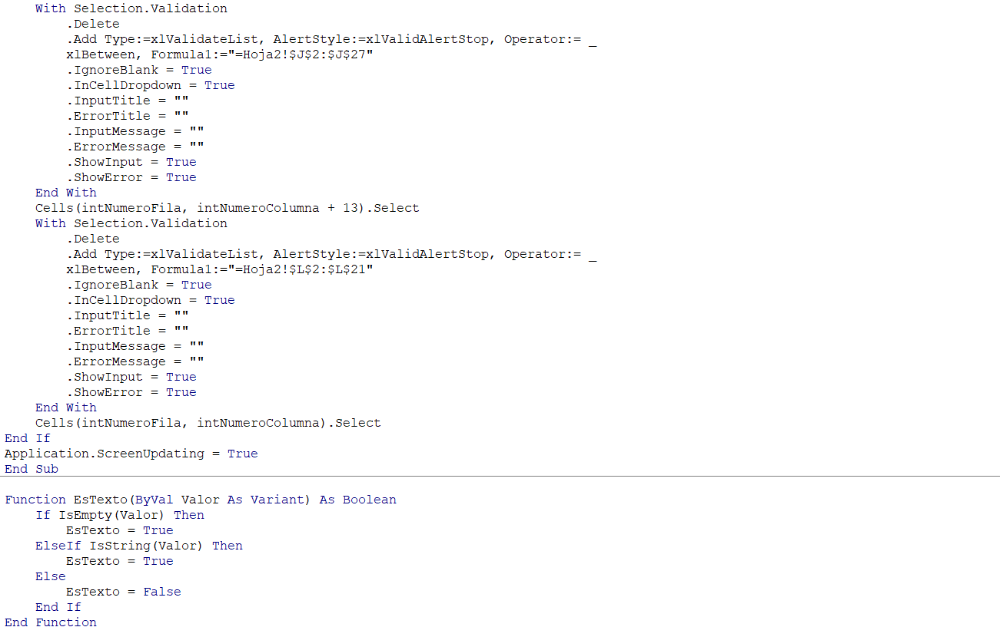 With Selection.Validation
.Delete
.Add Type:=xlValidateList, AlertStyle:=xlValidAlertStop, Operator:= _
xlBetween, Formula1:="=Hoja2!$J$2:$J$27"
.IgnoreBlank = True
.InCellDropdown = True
.InputTitle = ""
.ErrorTitle = ""
.InputMessage = ""
.ErrorMessage = ""
.ShowInput = True
.ShowError = True
End With
Cells(intNumeroFila, intNumeroColumna + 13).Select
With Selection.Validation
.Delete
.Add Type:=xlValidateList, AlertStyle:=xlValidAlertStop, Operator:= _
xlBetween, Formula1:="=Hoja2!$L$2:$L$21"
.IgnoreBlank = True
.InCellDropdown = True
.InputTitle = ""
.ErrorTitle = ""
.InputMessage = ""
.ErrorMessage = ""
.ShowInput = True
.ShowError = True
End With
Cells(intNumeroFila, intNumeroColumna).Select
End If
Application.ScreenUpdating = True
End Sub
Function EsTexto(ByVal Valor As Variant) As Boolean
If IsEmpty(Valor) Then
EsTexto = True
ElseIf IsString(Valor) Then
EsTexto = True
Else
EsTexto = False
End If
End Function